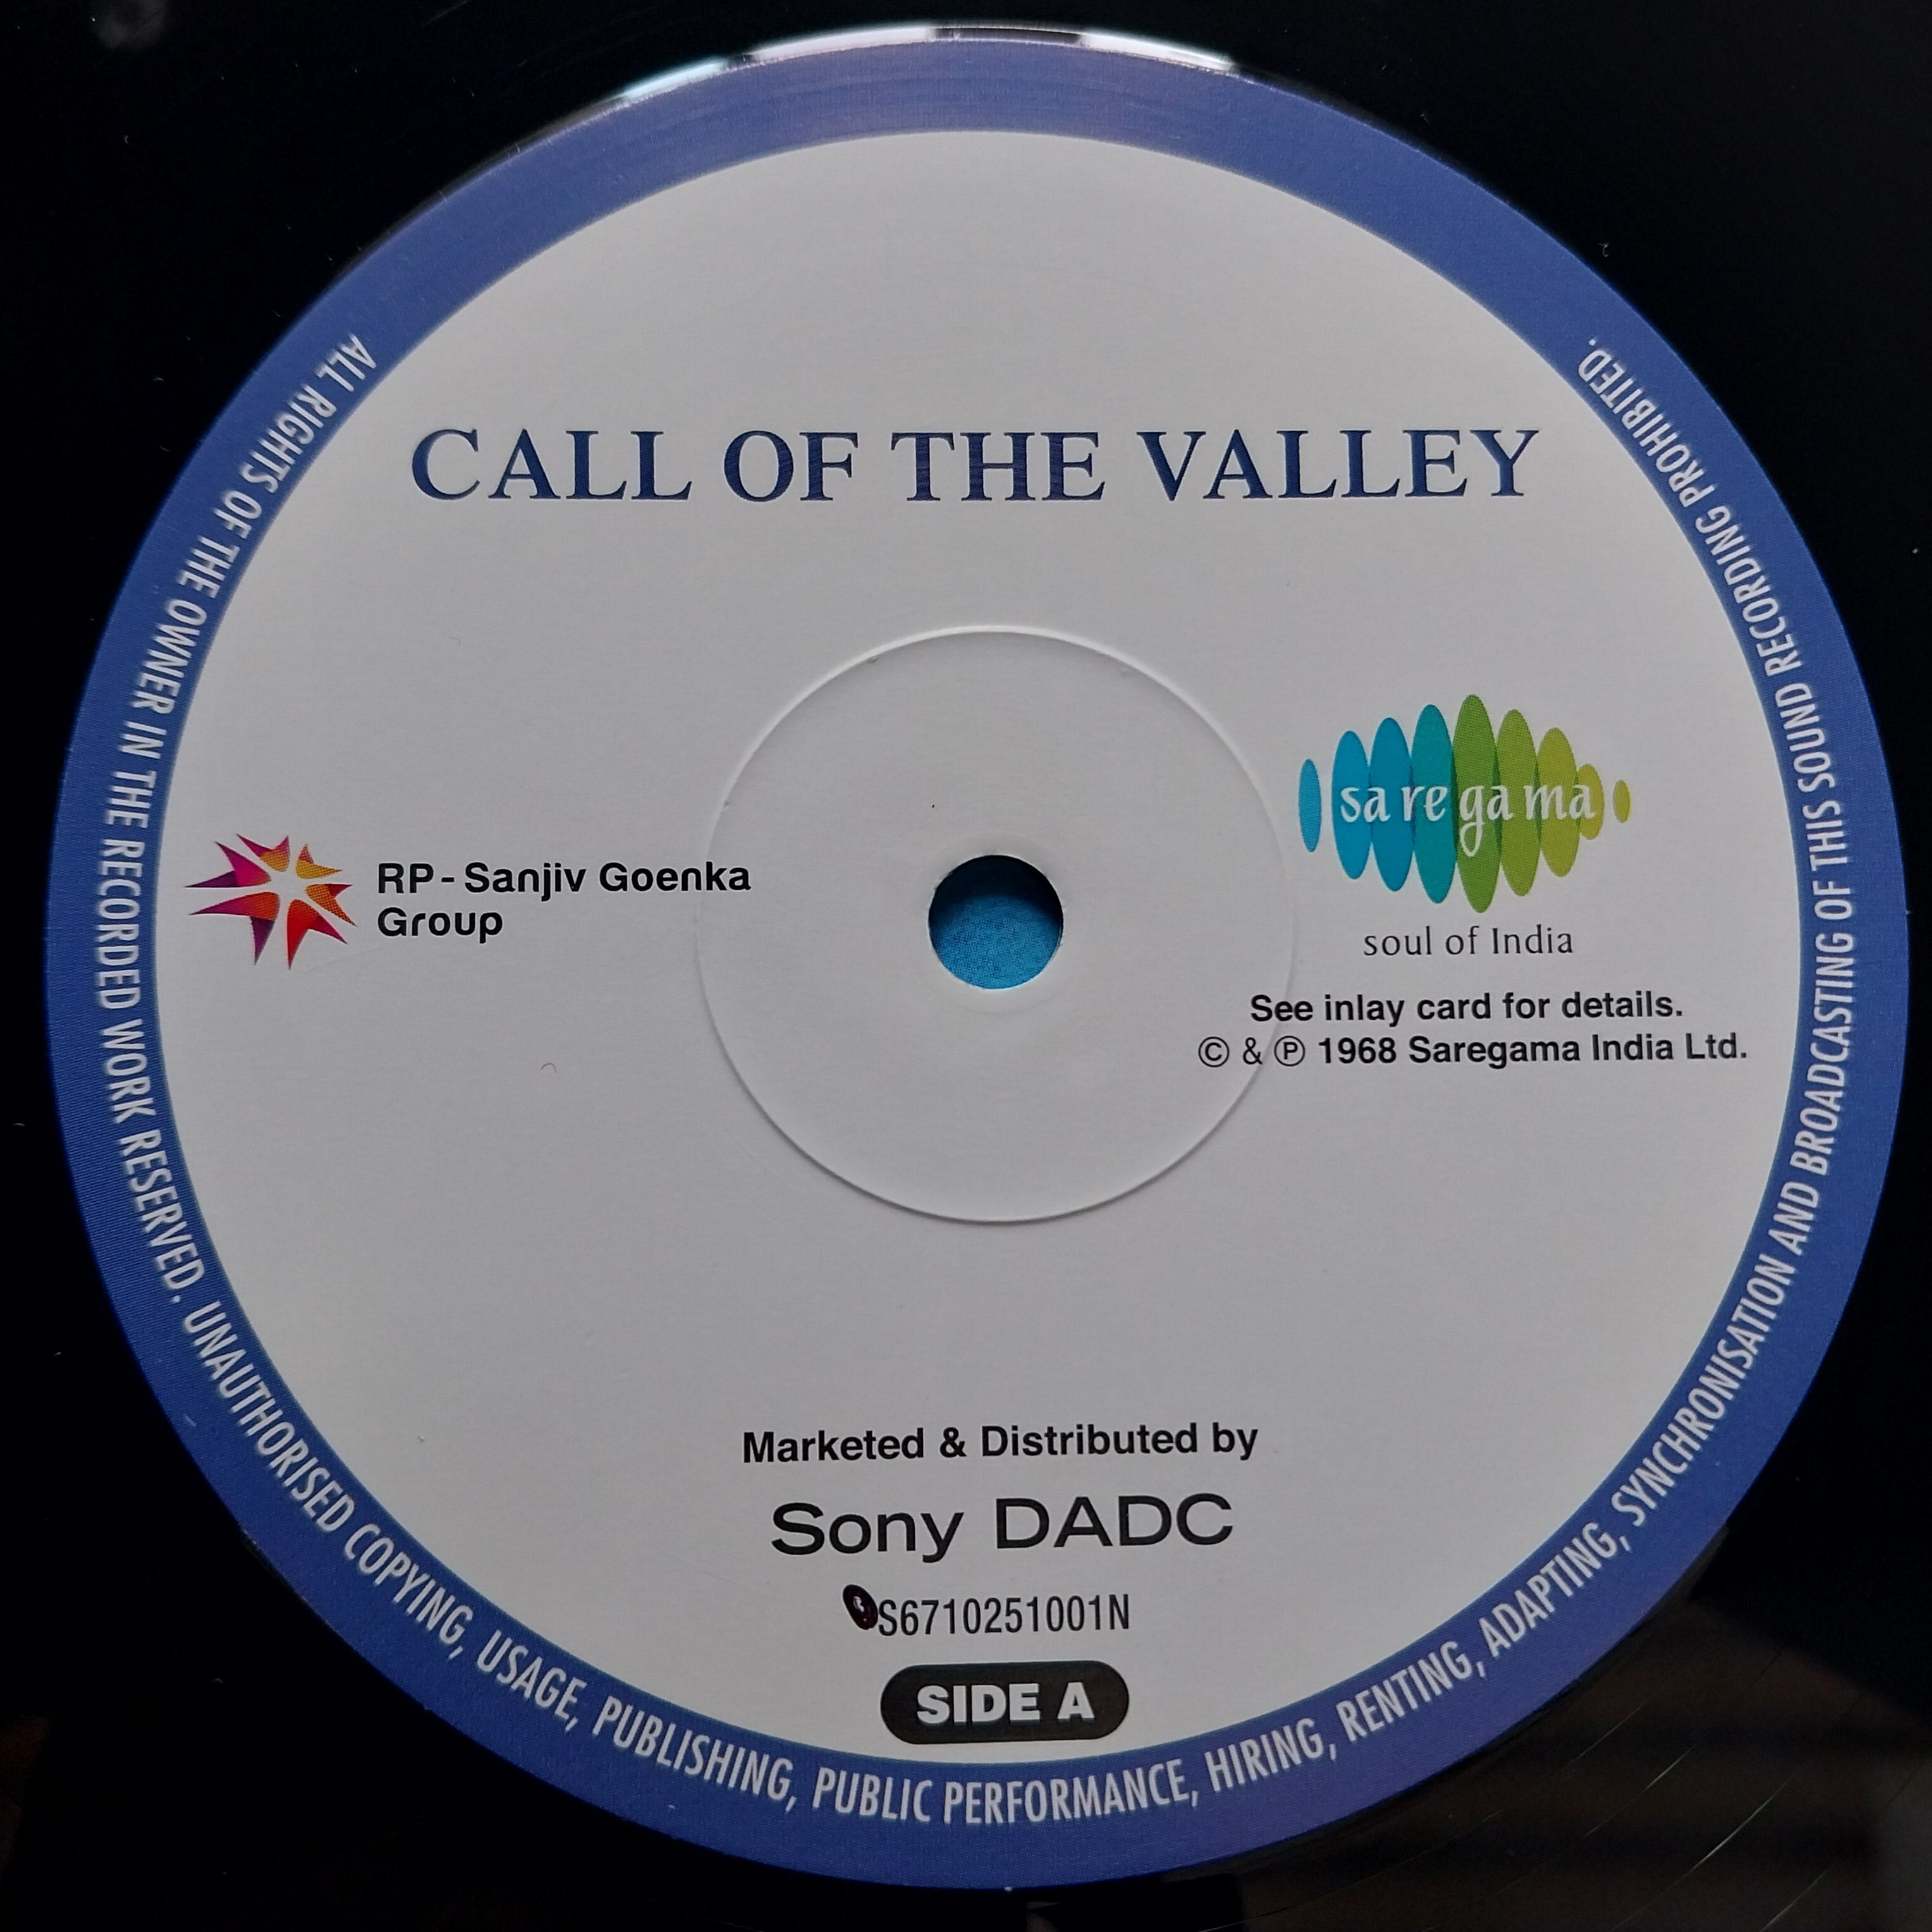 CALL OF THE VALLEY
RP-Sanjiv Goenka
Group
sa re ga ma
soul of India
See inlay card for details.
© & ℗ 1968 Saregama India Ltd.
Marketed & Distributed by
Sony DADC
S6710251001N
SIDE A
ALL RIGHTS OF THE OWNER IN THE RECORDED WORK RESERVED. UNAUTHORISED COPYING, USAGE, PUBLISHING, PUBLIC PERFORMANCE, HIRING, RENTING, ADAPTING, SYNCHRONISATION AND BROADCASTING OF THIS SOUND RECORDING PROHIBITED.